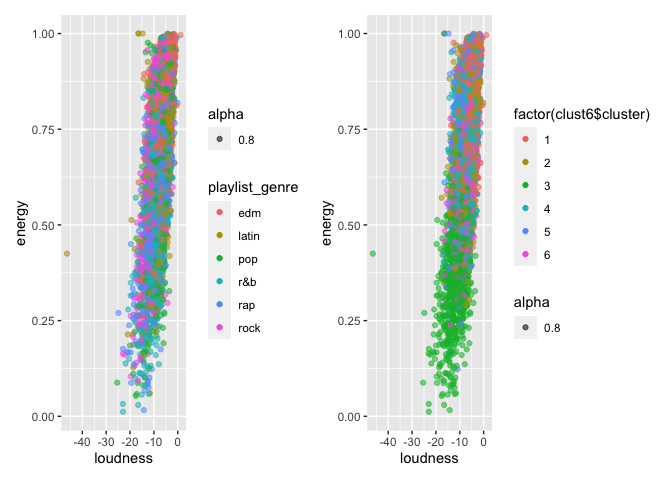 1.00
0.75
0.50
0.25
0.00
energy
-40 -30 -20 -10 0
loudness
alpha
0.8
playlist_genre
edm
latin
pop
r&b
rap
rock
1.00
0.75
0.50
0.25
0.00
energy
-40 -30 -20 -10 0
loudness
factor(clust6$cluster)
1
2
3
4
5
6
alpha
0.8